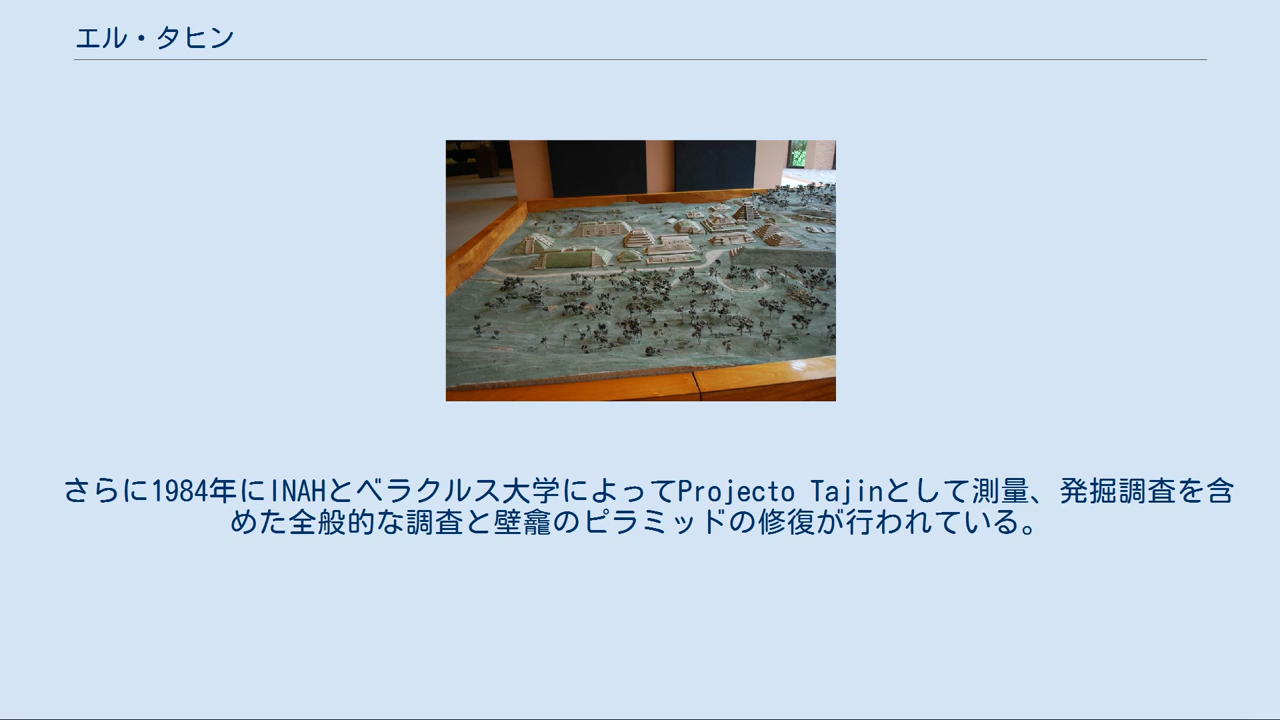 エル・タヒン
さらに1984年にINAHとベラクルス大学によってProjecto Tajinとして測量、発掘調査を含
めた全般的な調査と壁龕のピラミッドの修復が行われている。